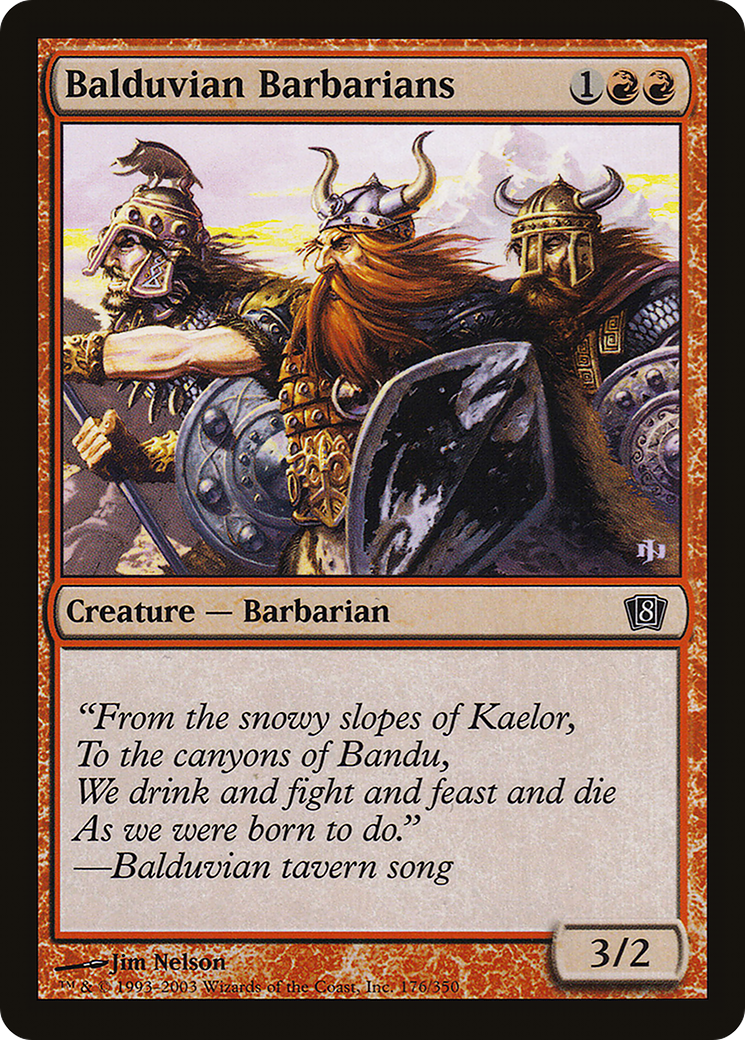 Balduvian Barbarians 1
Creature — Barbarian 8
“From the snowy slopes of Kaelor,
To the canyons of Bandu,
We drink and fight and feast and die
As we were born to do.”
—Balduvian tavern song
3/2
Jim Nelson
™ & © 1993-2003 Wizards of the Coast, Inc. 176/350